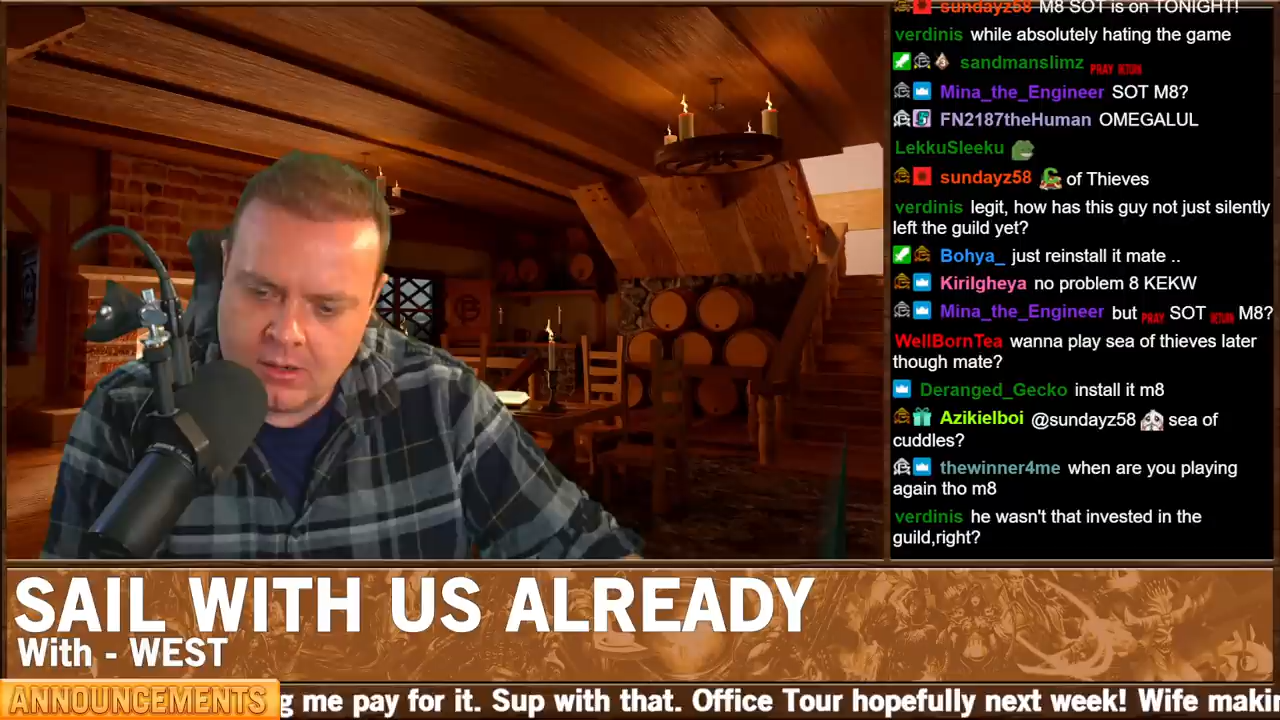 sundayz58 M8 SOT is on TONIGHT!
verdinis while absolutely hating the game
sandmanslimz PRAY RETURN
Mina_the_Engineer SOT M8?
FN2187theHuman OMEGALUL
LekkuSleeku
sundayz58 of Thieves
verdinis legit, how has this guy not just silently
left the guild yet?
Bohya_ just reinstall it mate ..
Kirilgheya no problem 8 KEKW
Mina_the_Engineer but PRAY SOT RETURN M8?
WellBornTea wanna play sea of thieves later
though mate?
Deranged_Gecko install it m8
Azikielboi @sundayz58 sea of
cuddles?
thewinner4me when are you playing
again tho m8
verdinis he wasn't that invested in the
guild,right?
SAIL WITH US ALREADY
With - WEST
ANNOUNCEMENTS g me pay for it. Sup with that. Office Tour hopefully next week! Wife maki